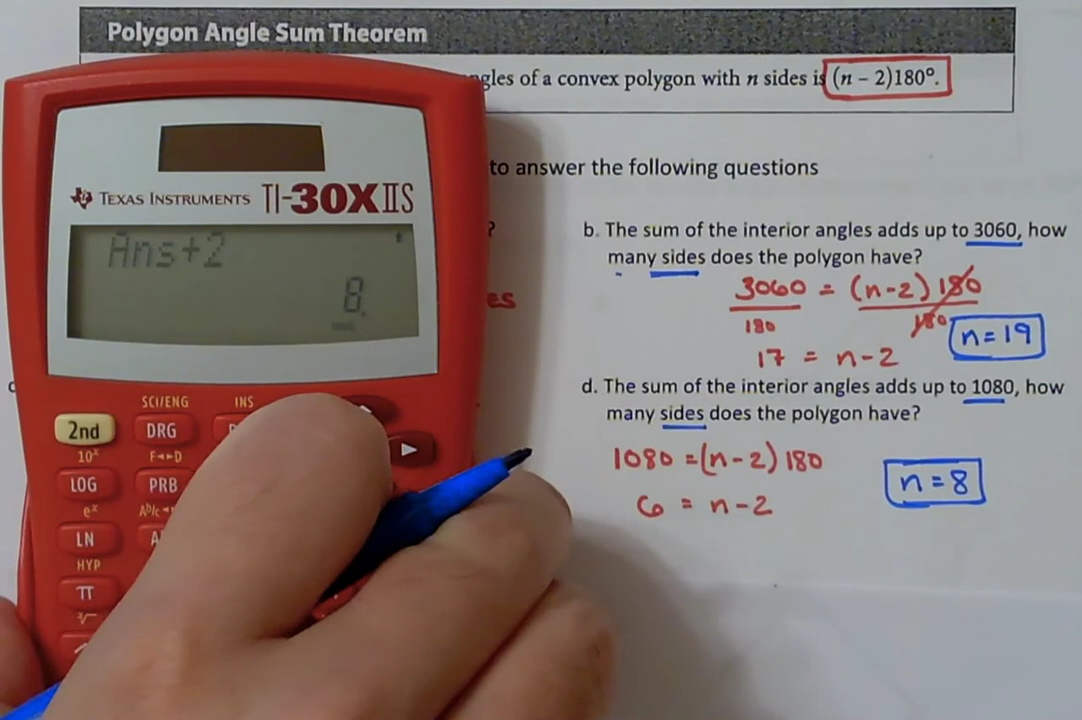 Polygon Angle Sum Theorem
gles of a convex polygon with n sides is (n – 2)180°.
to answer the following questions
TEXAS INSTRUMENTS TI-30X IIS
Ans+2
8.
?
es
b. The sum of the interior angles adds up to 3060, how
many sides does the polygon have?
3060 = (n-2) 180
180 180
n=19
17 = n-2
d. The sum of the interior angles adds up to 1080, how
many sides does the polygon have?
1080 = (n-2) 180
n = 8
6 = n-2
SCI/ENG INS
2nd DRG
10ˣ F◄►D
LOG PRB
eˣ Ab/c
LN A
HYP
π